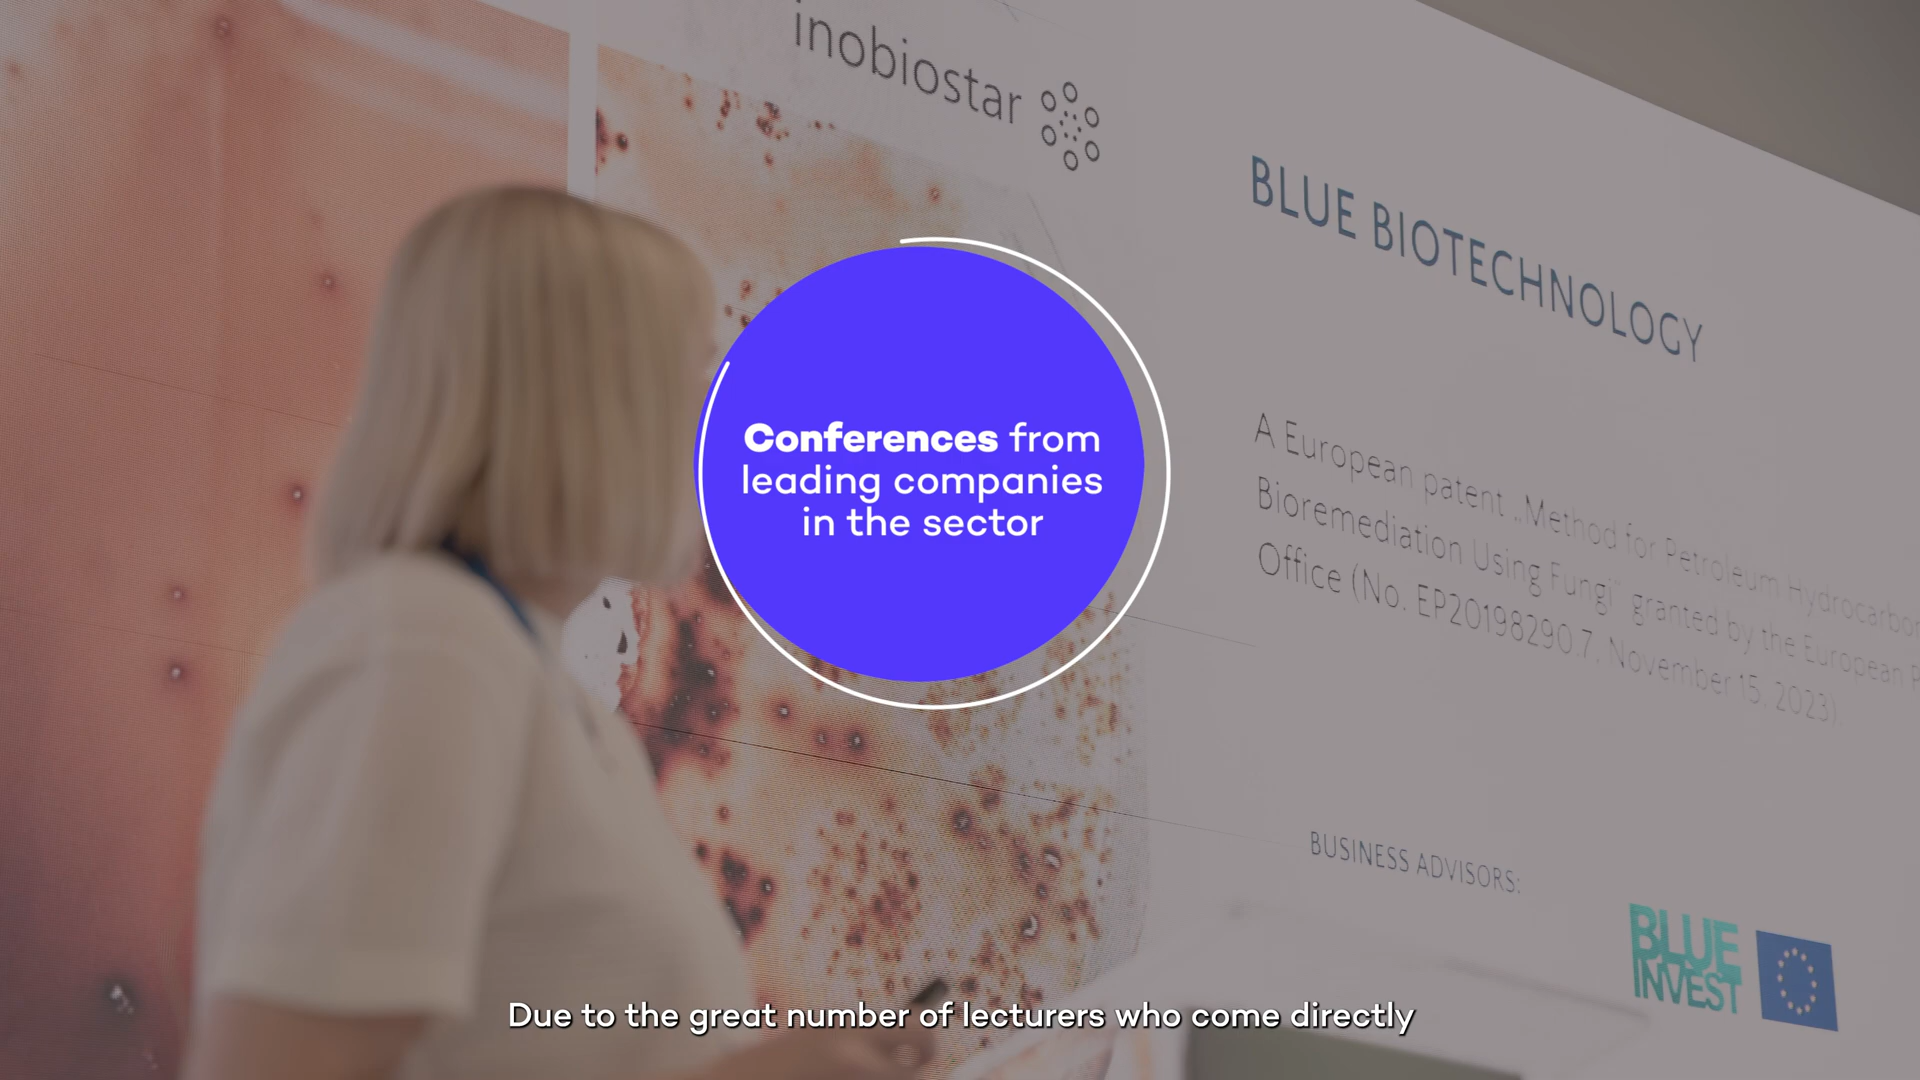 inobiostar
BLUE BIOTECHNOLOGY
A European patent „Method for Petroleum Hydrocarbon
Bioremediation Using Fungi" granted by the European P
Office (No. EP20198290.7, November 15, 2023).
BUSINESS ADVISORS:
BLUE
INVEST
Conferences from
leading companies
in the sector
Due to the great number of lecturers who come directly